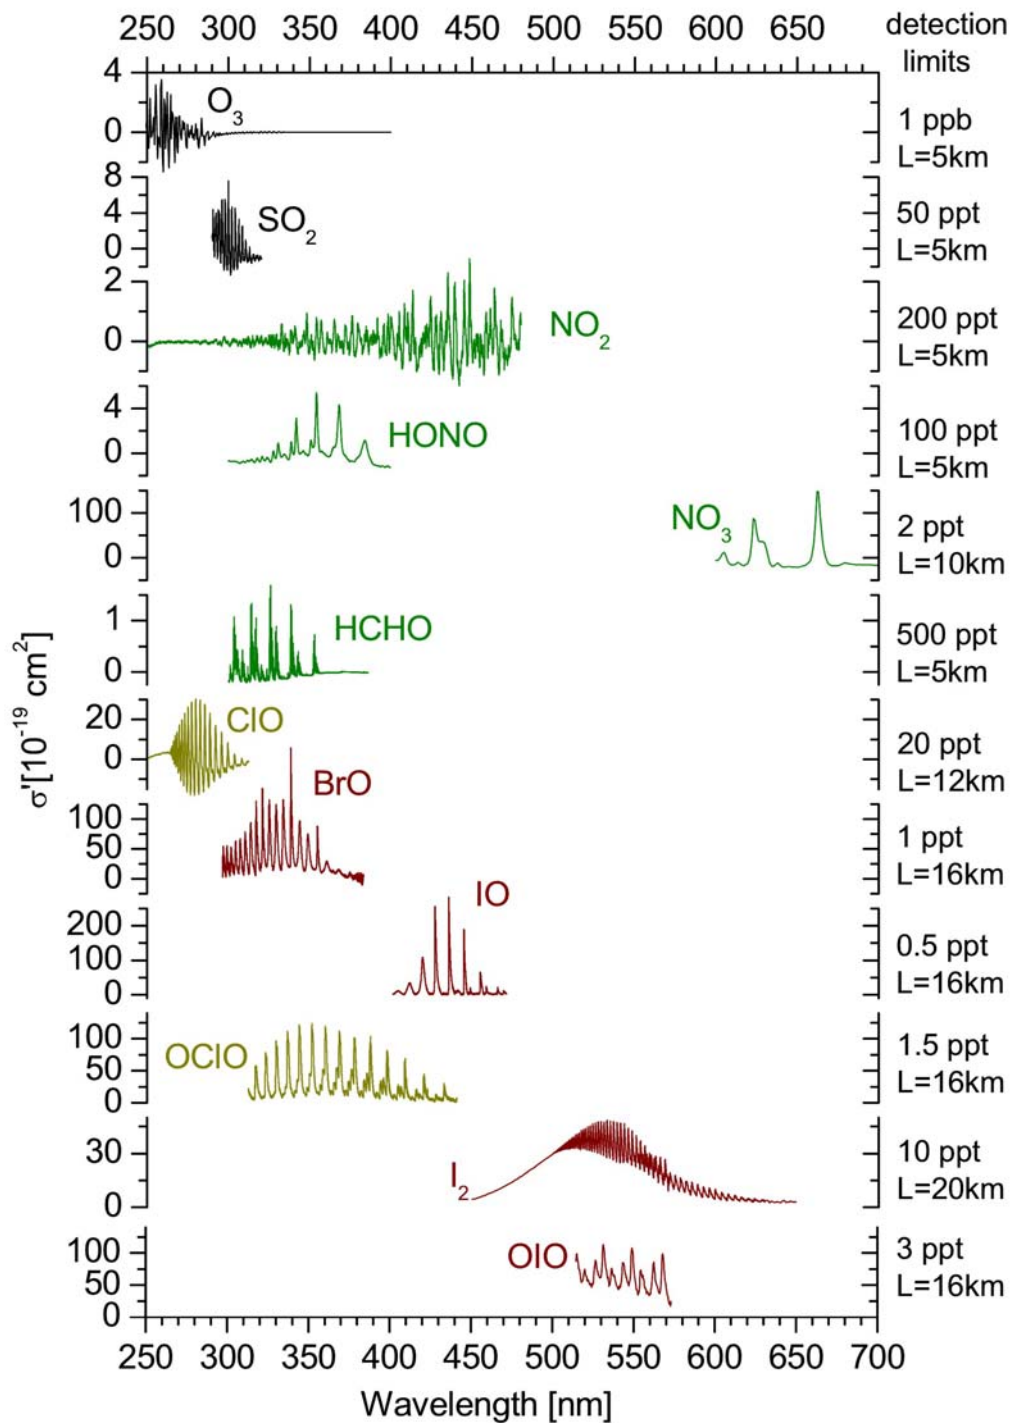 250 300 350 400 450 500 550 600 650 detection
limits
4
0
O₃
1 ppb
L=5km
8
4
0
SO₂
50 ppt
L=5km
2
0
NO₂
200 ppt
L=5km
4
0
HONO
100 ppt
L=5km
100
0
NO₃
2 ppt
L=10km
1
0
HCHO
500 ppt
L=5km
σ'[10⁻¹⁹ cm²]
20
0
ClO
20 ppt
L=12km
100
50
0
BrO
1 ppt
L=16km
200
100
0
IO
0.5 ppt
L=16km
100
50
0
OClO
1.5 ppt
L=16km
30
0
I₂
10 ppt
L=20km
100
50
0
OIO
3 ppt
L=16km
250 300 350 400 450 500 550 600 650 700
Wavelength [nm]